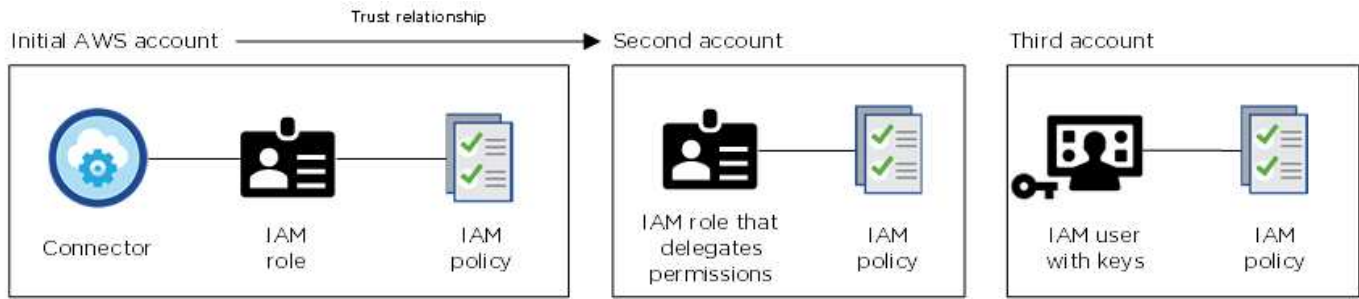 Trust relationship
Initial AWS account
Second account
Third account
Connector
IAM
role
IAM
policy
IAM role that
delegates
permissions
IAM
policy
IAM user
with keys
IAM
policy